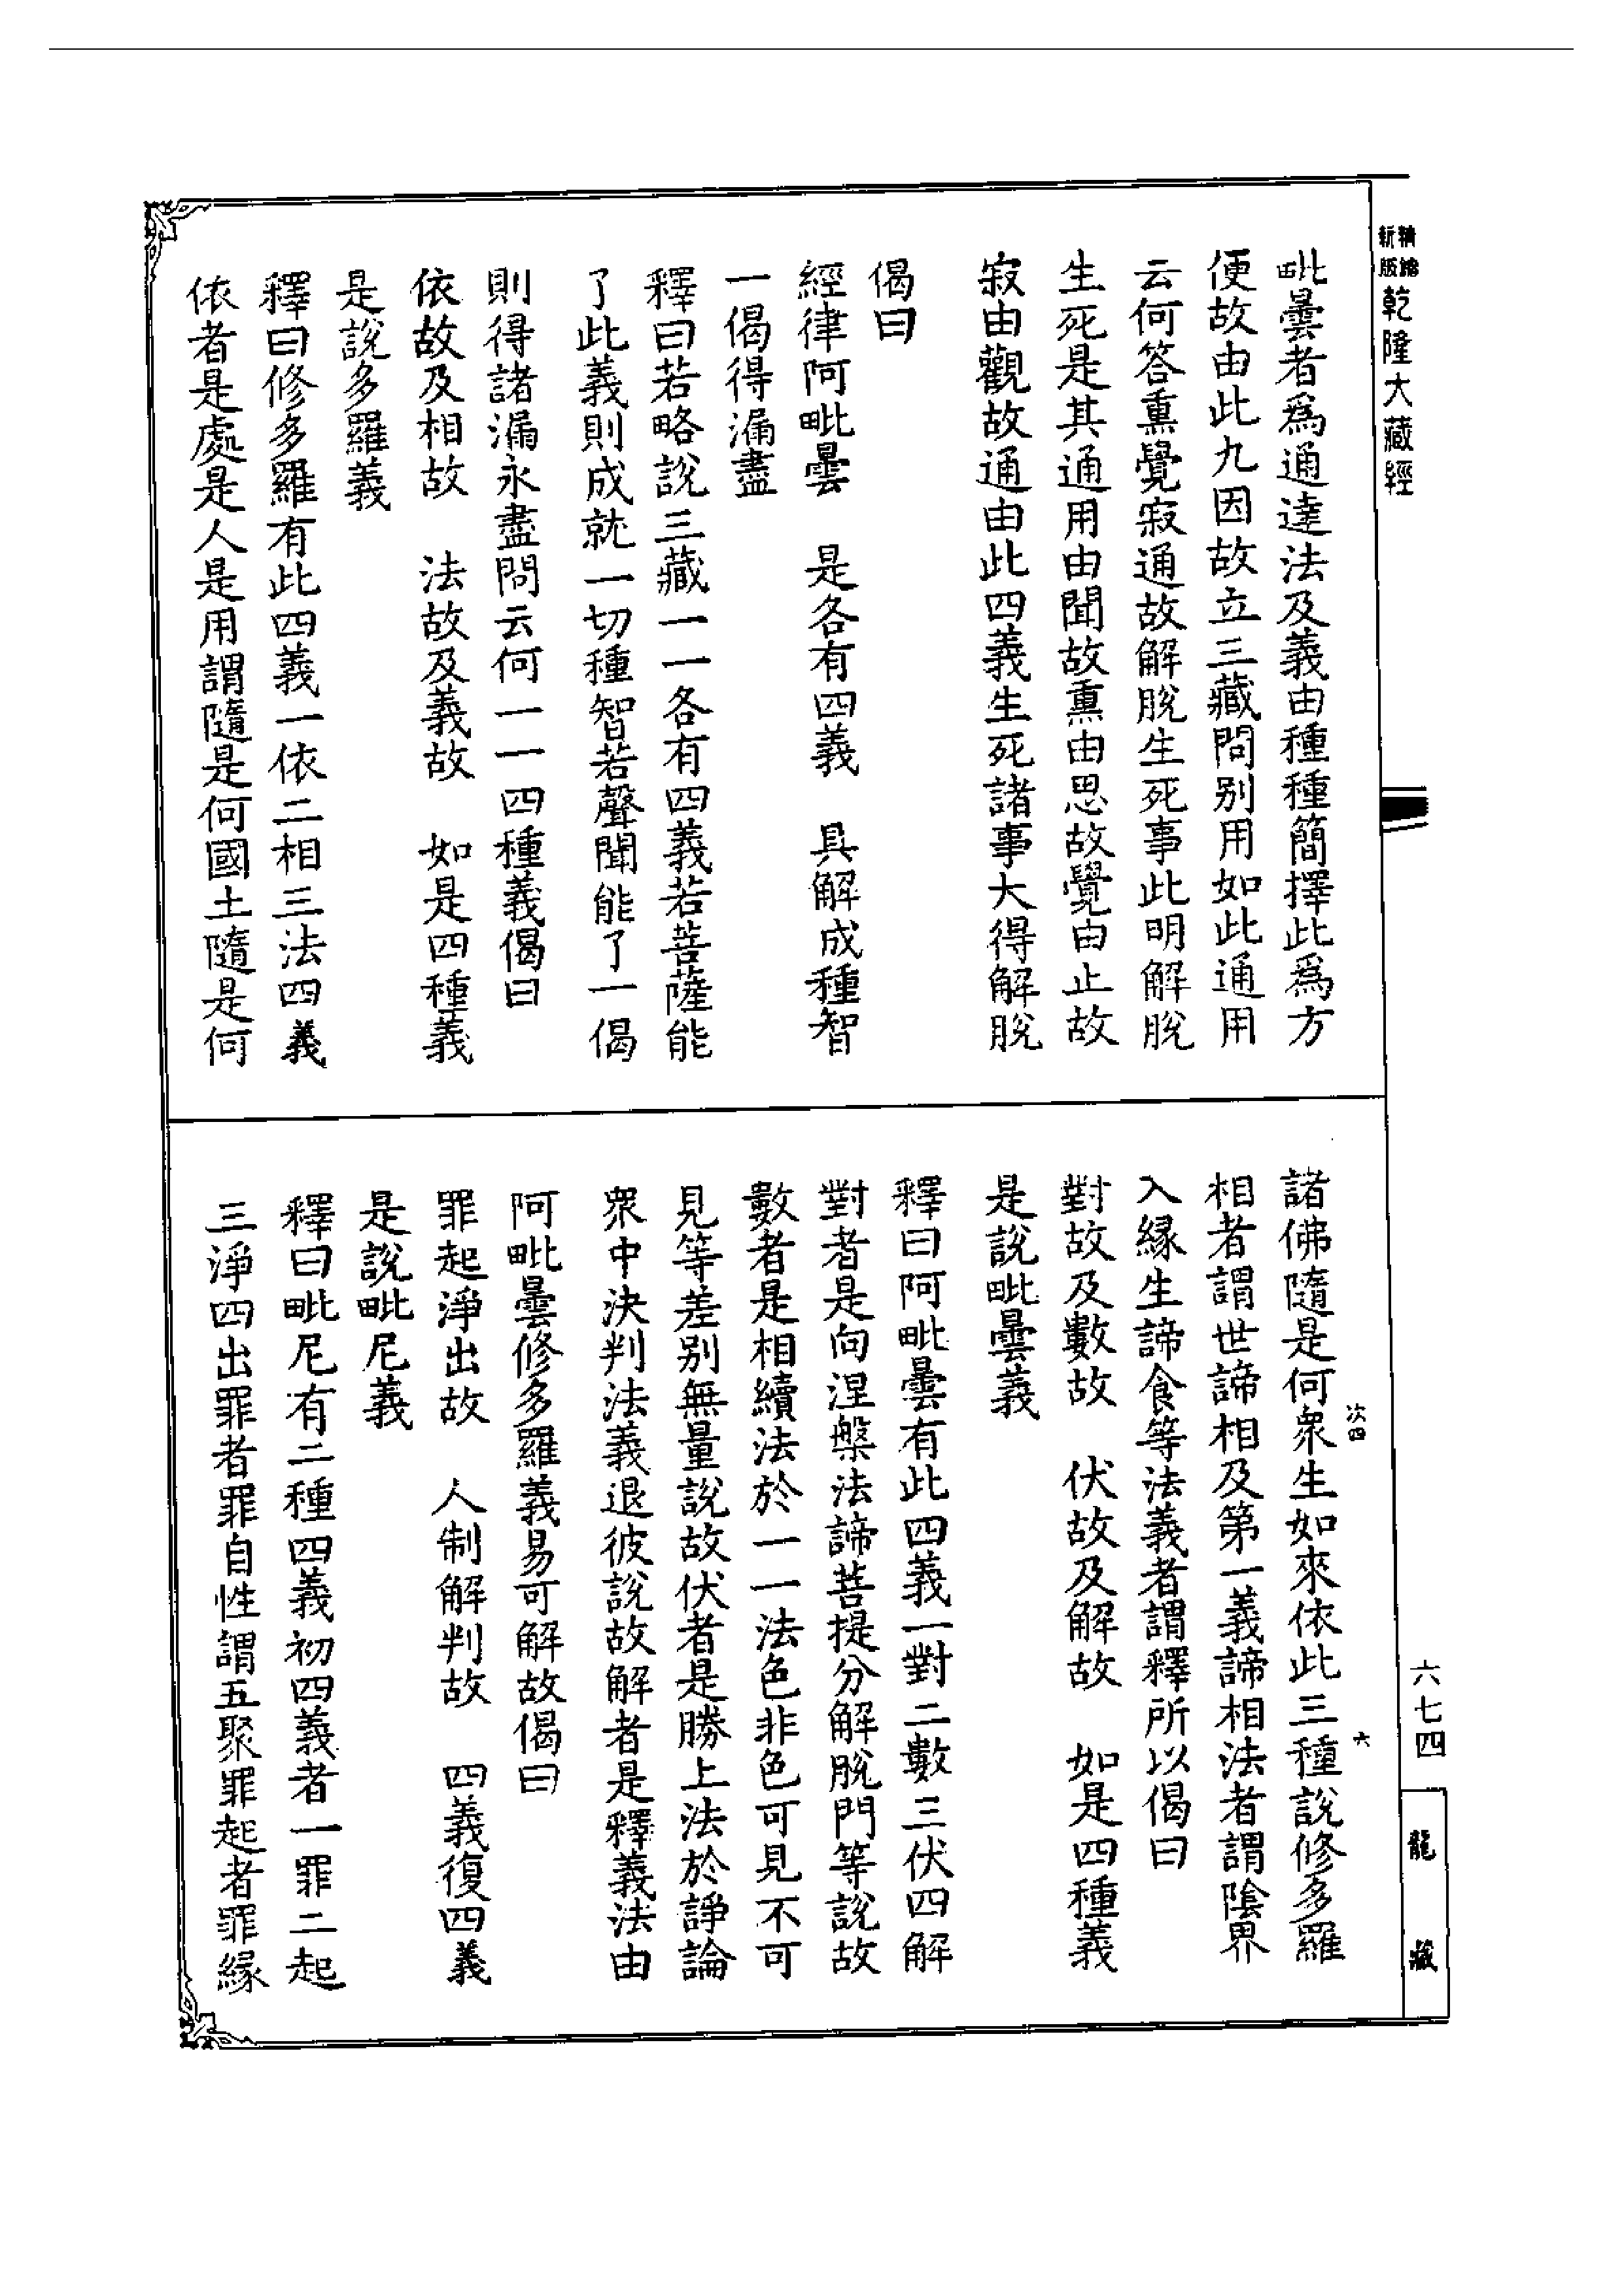 新版精縮乾隆大藏經
毗曇者爲通達法及義由種種簡擇此爲方
便故由此九因故立三藏問别用如此通用
云何答熏覺寂通故解脫生死事此明解脫
生死是其通用由聞故熏由思故覺由止故
寂由觀故通由此四義生死諸事大得解脫
偈曰
經律阿毗曇　是各有四義　具解成種智
一偈得漏盡
釋曰若略說三藏一一各有四義若菩薩能
了此義則成就一切種智若聲聞能了一偈
則得諸漏永盡問云何一一四種義偈曰
依故及相故　法故及義故　如是四種義
是說多羅義
釋曰修多羅有此四義一依二相三法四義
依者是處是人是用謂隨是何國土隨是何
諸佛隨是何衆生如來依此三種說修多羅
相者謂世諦相及第一義諦相法者謂陰界
入緣生諦食等法義者謂釋所以偈曰
對故及數故　伏故及解故　如是四種義
是說毗曇義
釋曰阿毗曇有此四義一對二數三伏四解
對者是向涅槃法諦菩提分解脫門等說故
數者是相續法於一一法色非色可見不可
見等差别無量說故伏者是勝上法於諍論
衆中決判法義退彼說故解者是釋義法由
阿毗曇修多羅義易可解故偈曰
罪起淨出故　人制解判故　四義復四義
是說毗尼義
釋曰毗尼有二種四義初四義者一罪二起
三淨四出罪者罪自性謂五聚罪起者罪緣
次四
六
六七四
龍藏